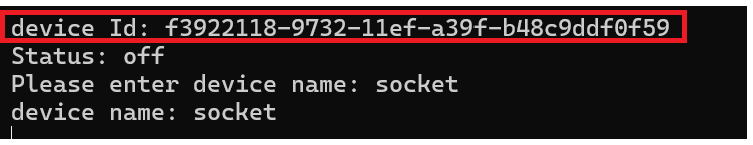 device Id: f3922118-9732-11ef-a39f-b48c9ddf0f59
Status: off
Please enter device name: socket
device name: socket